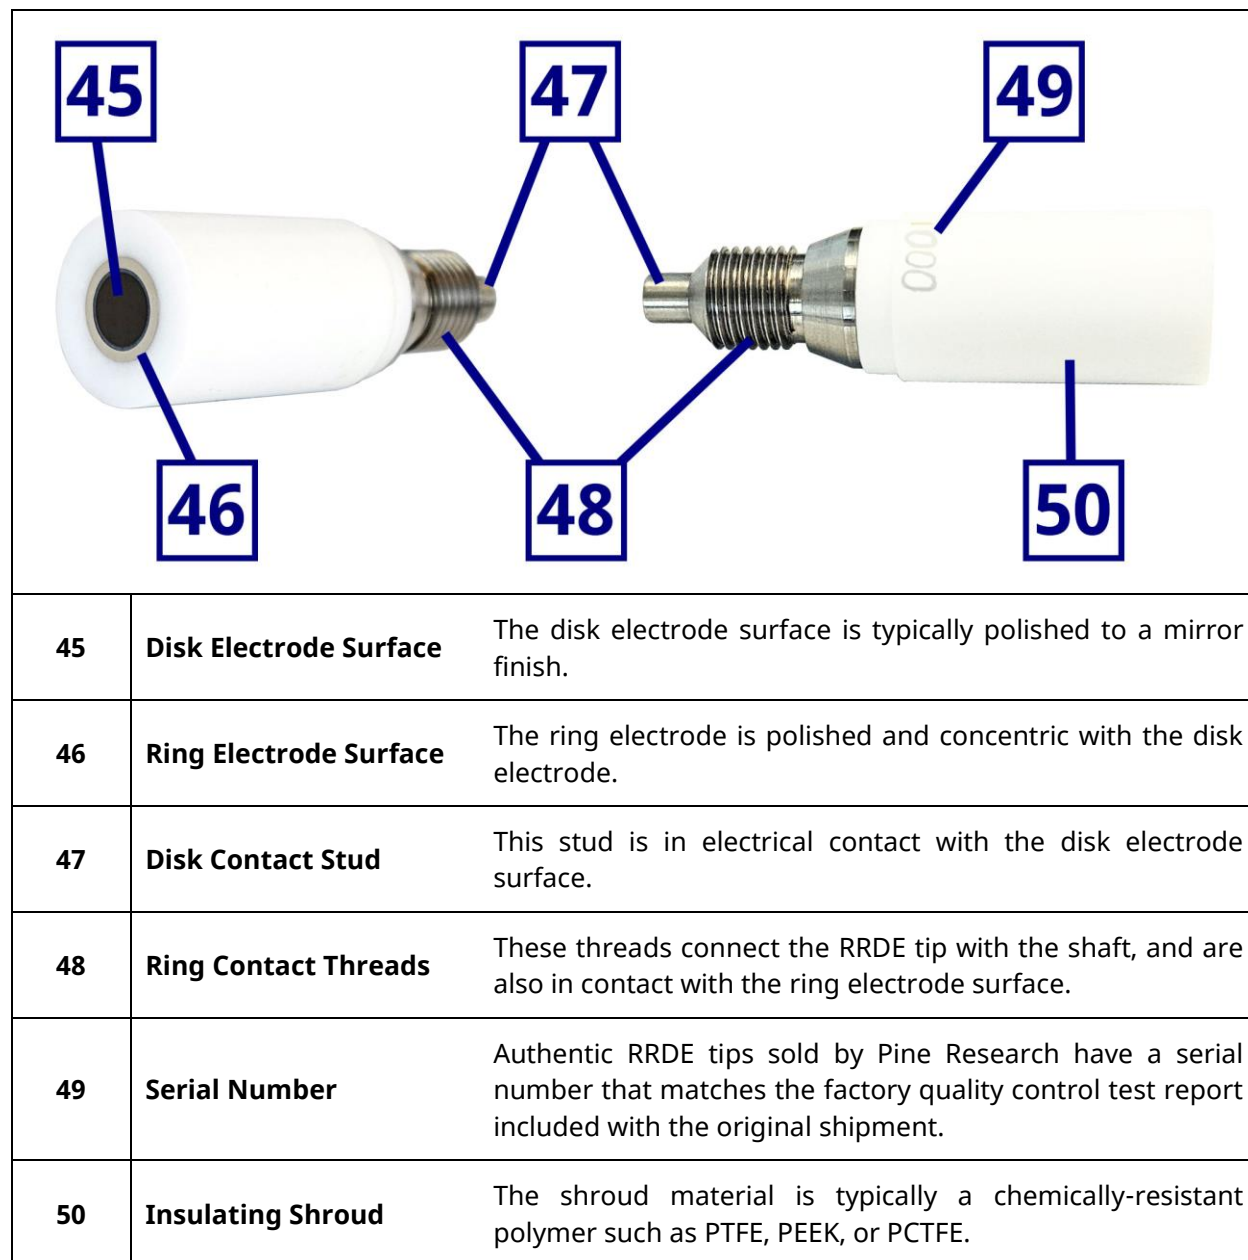 45
47
49
0001
46
48
50
45 Disk Electrode Surface The disk electrode surface is typically polished to a mirror
finish.
46 Ring Electrode Surface The ring electrode is polished and concentric with the disk
electrode.
47 Disk Contact Stud This stud is in electrical contact with the disk electrode
surface.
48 Ring Contact Threads These threads connect the RRDE tip with the shaft, and are
also in contact with the ring electrode surface.
49 Serial Number Authentic RRDE tips sold by Pine Research have a serial
number that matches the factory quality control test report
included with the original shipment.
50 Insulating Shroud The shroud material is typically a chemically-resistant
polymer such as PTFE, PEEK, or PCTFE.